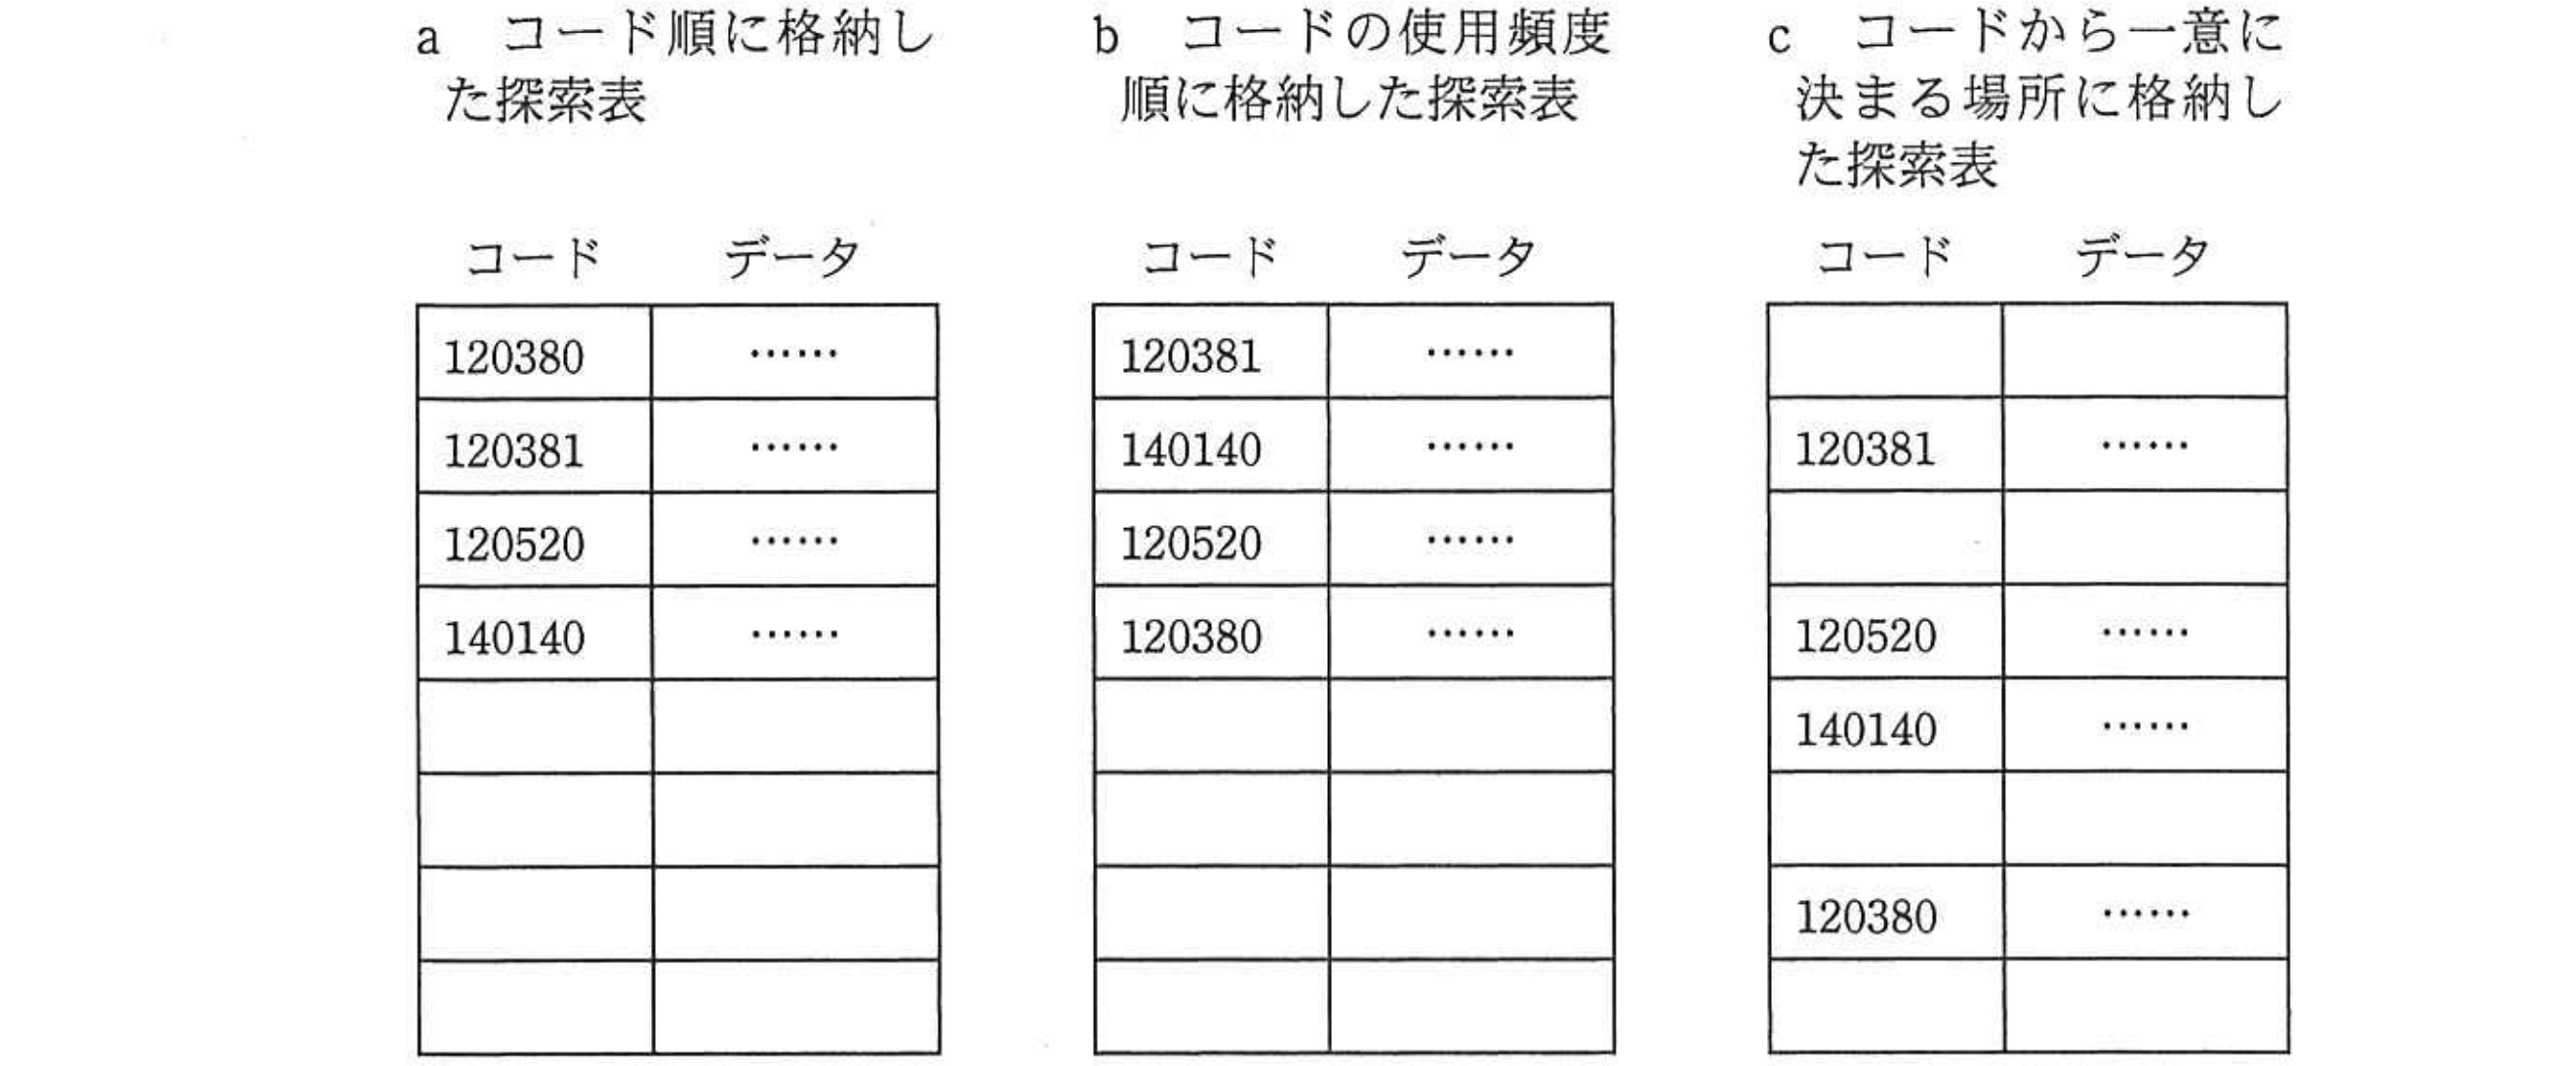 a　コード順に格納し
た探索表
b　コードの使用頻度
順に格納した探索表
c　コードから一意に
決まる場所に格納し
た探索表
コード　データ
120380　……
120381　……
120520　……
140140　……
コード　データ
120381　……
140140　……
120520　……
120380　……
コード　データ
120381　……
120520　……
140140　……
120380　……